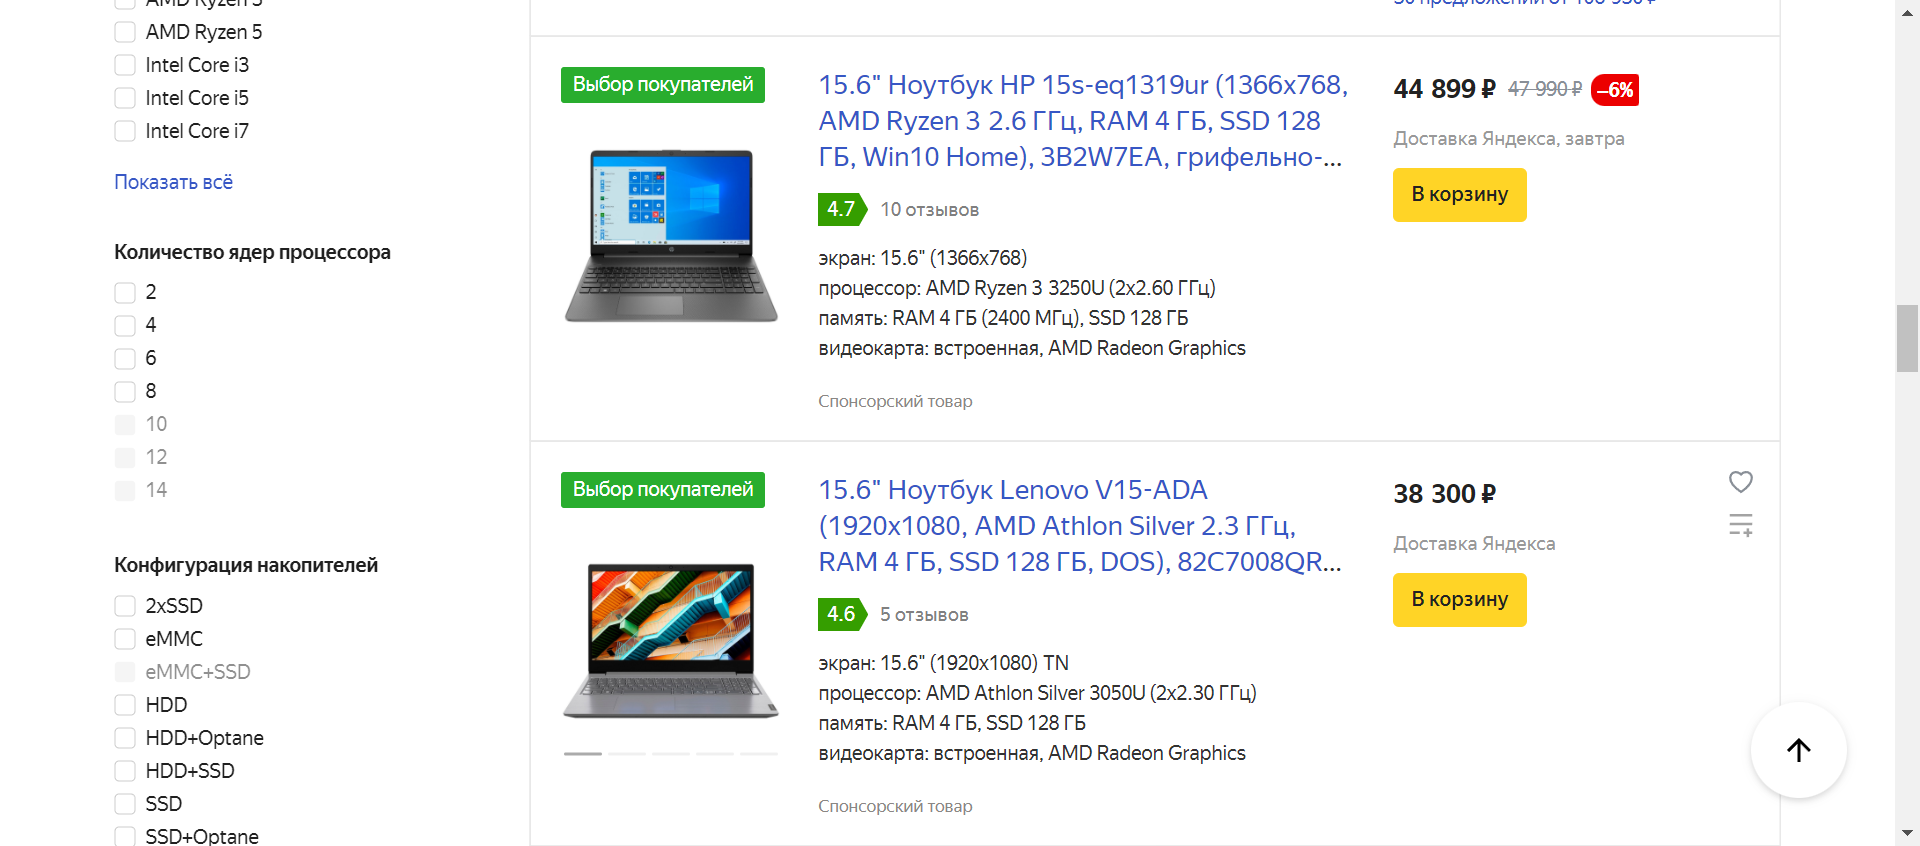 AMD Ryzen 3
AMD Ryzen 5
Intel Core i3
Intel Core i5
Intel Core i7
Показать всё
Количество ядер процессора
2
4
6
8
10
12
14
Конфигурация накопителей
2xSSD
eMMC
eMMC+SSD
HDD
HDD+Optane
HDD+SSD
SSD
SSD+Optane
Выбор покупателей
15.6" Ноутбук HP 15s-eq1319ur (1366x768,
AMD Ryzen 3 2.6 ГГц, RAM 4 ГБ, SSD 128
ГБ, Win10 Home), 3B2W7EA, грифельно-...
4.7 10 отзывов
экран: 15.6" (1366x768)
процессор: AMD Ryzen 3 3250U (2x2.60 ГГц)
память: RAM 4 ГБ (2400 МГц), SSD 128 ГБ
видеокарта: встроенная, AMD Radeon Graphics
Спонсорский товар
44 899 ₽ 47 990 ₽ –6%
Доставка Яндекса, завтра
В корзину
Выбор покупателей
15.6" Ноутбук Lenovo V15-ADA
(1920x1080, AMD Athlon Silver 2.3 ГГц,
RAM 4 ГБ, SSD 128 ГБ, DOS), 82C7008QR...
4.6 5 отзывов
экран: 15.6" (1920x1080) TN
процессор: AMD Athlon Silver 3050U (2x2.30 ГГц)
память: RAM 4 ГБ, SSD 128 ГБ
видеокарта: встроенная, AMD Radeon Graphics
Спонсорский товар
38 300 ₽
Доставка Яндекса
В корзину